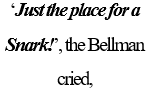 ‘Just the place for a
Snark!’, the Bellman
cried,